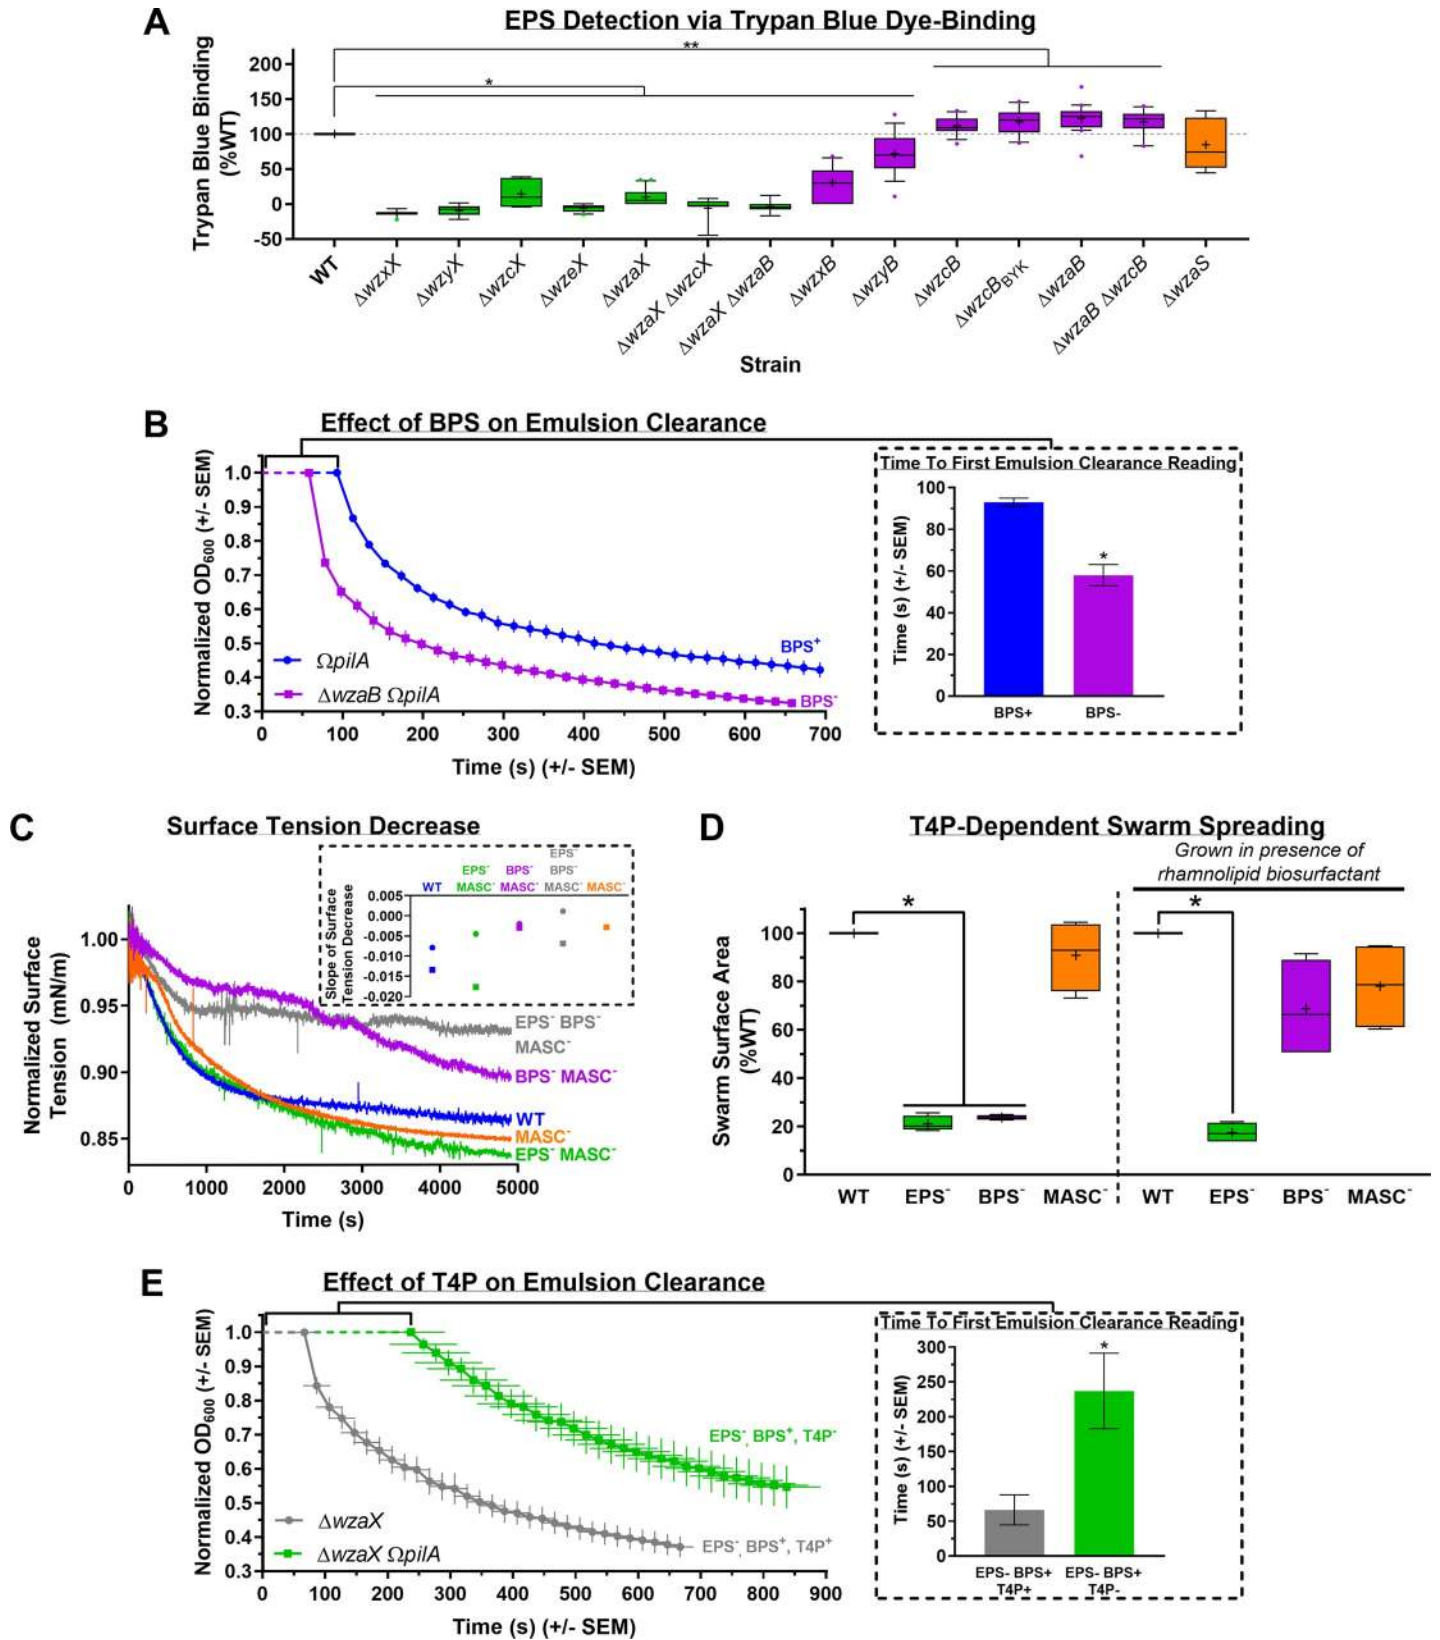 A
EPS Detection via Trypan Blue Dye-Binding
Trypan Blue Binding
(%WT)
200
150
100
50
0
-50
**
*
WT
ΔwzxX
ΔwzyX
ΔwzcX
ΔwzeX
ΔwzaX
ΔwzaX ΔwzcX
ΔwzaX ΔwzaB
ΔwzxB
ΔwzyB
ΔwzcB
ΔwzcB_BYK
ΔwzaB
ΔwzaB ΔwzcB
ΔwzaS
Strain
B
Effect of BPS on Emulsion Clearance
Normalized OD₆₀₀ (+/- SEM)
1.0
0.9
0.8
0.7
0.6
0.5
0.4
0.3
BPS⁺
BPS⁻
ΩpilA
ΔwzaB ΩpilA
0 100 200 300 400 500 600 700
Time (s) (+/- SEM)
Time To First Emulsion Clearance Reading
Time (s) (+/- SEM)
100
80
60
40
20
0
*
BPS+ BPS-
C
Surface Tension Decrease
Normalized Surface
Tension (mN/m)
1.00
0.95
0.90
0.85
EPS⁻
EPS⁻ BPS⁻ BPS⁻
WT MASC⁻ MASC⁻ MASC⁻ MASC⁻
Slope of Surface
Tension Decrease
0.005
0.000
-0.005
-0.010
-0.015
-0.020
EPS⁻ BPS⁻
MASC⁻
BPS⁻ MASC⁻
WT
MASC⁻
EPS⁻ MASC⁻
0 1000 2000 3000 4000 5000
Time (s)
D
T4P-Dependent Swarm Spreading
Grown in presence of
rhamnolipid biosurfactant
Swarm Surface Area
(%WT)
100
80
60
40
20
0
*
*
WT EPS⁻ BPS⁻ MASC⁻ WT EPS⁻ BPS⁻ MASC⁻
E
Effect of T4P on Emulsion Clearance
Normalized OD₆₀₀ (+/- SEM)
1.0
0.9
0.8
0.7
0.6
0.5
0.4
0.3
EPS⁻, BPS⁺, T4P⁻
EPS⁻, BPS⁺, T4P⁺
ΔwzaX
ΔwzaX ΩpilA
0 100 200 300 400 500 600 700 800 900
Time (s) (+/- SEM)
Time To First Emulsion Clearance Reading
Time (s) (+/- SEM)
300
250
200
150
100
50
0
*
EPS- BPS+ EPS- BPS+
T4P+ T4P-